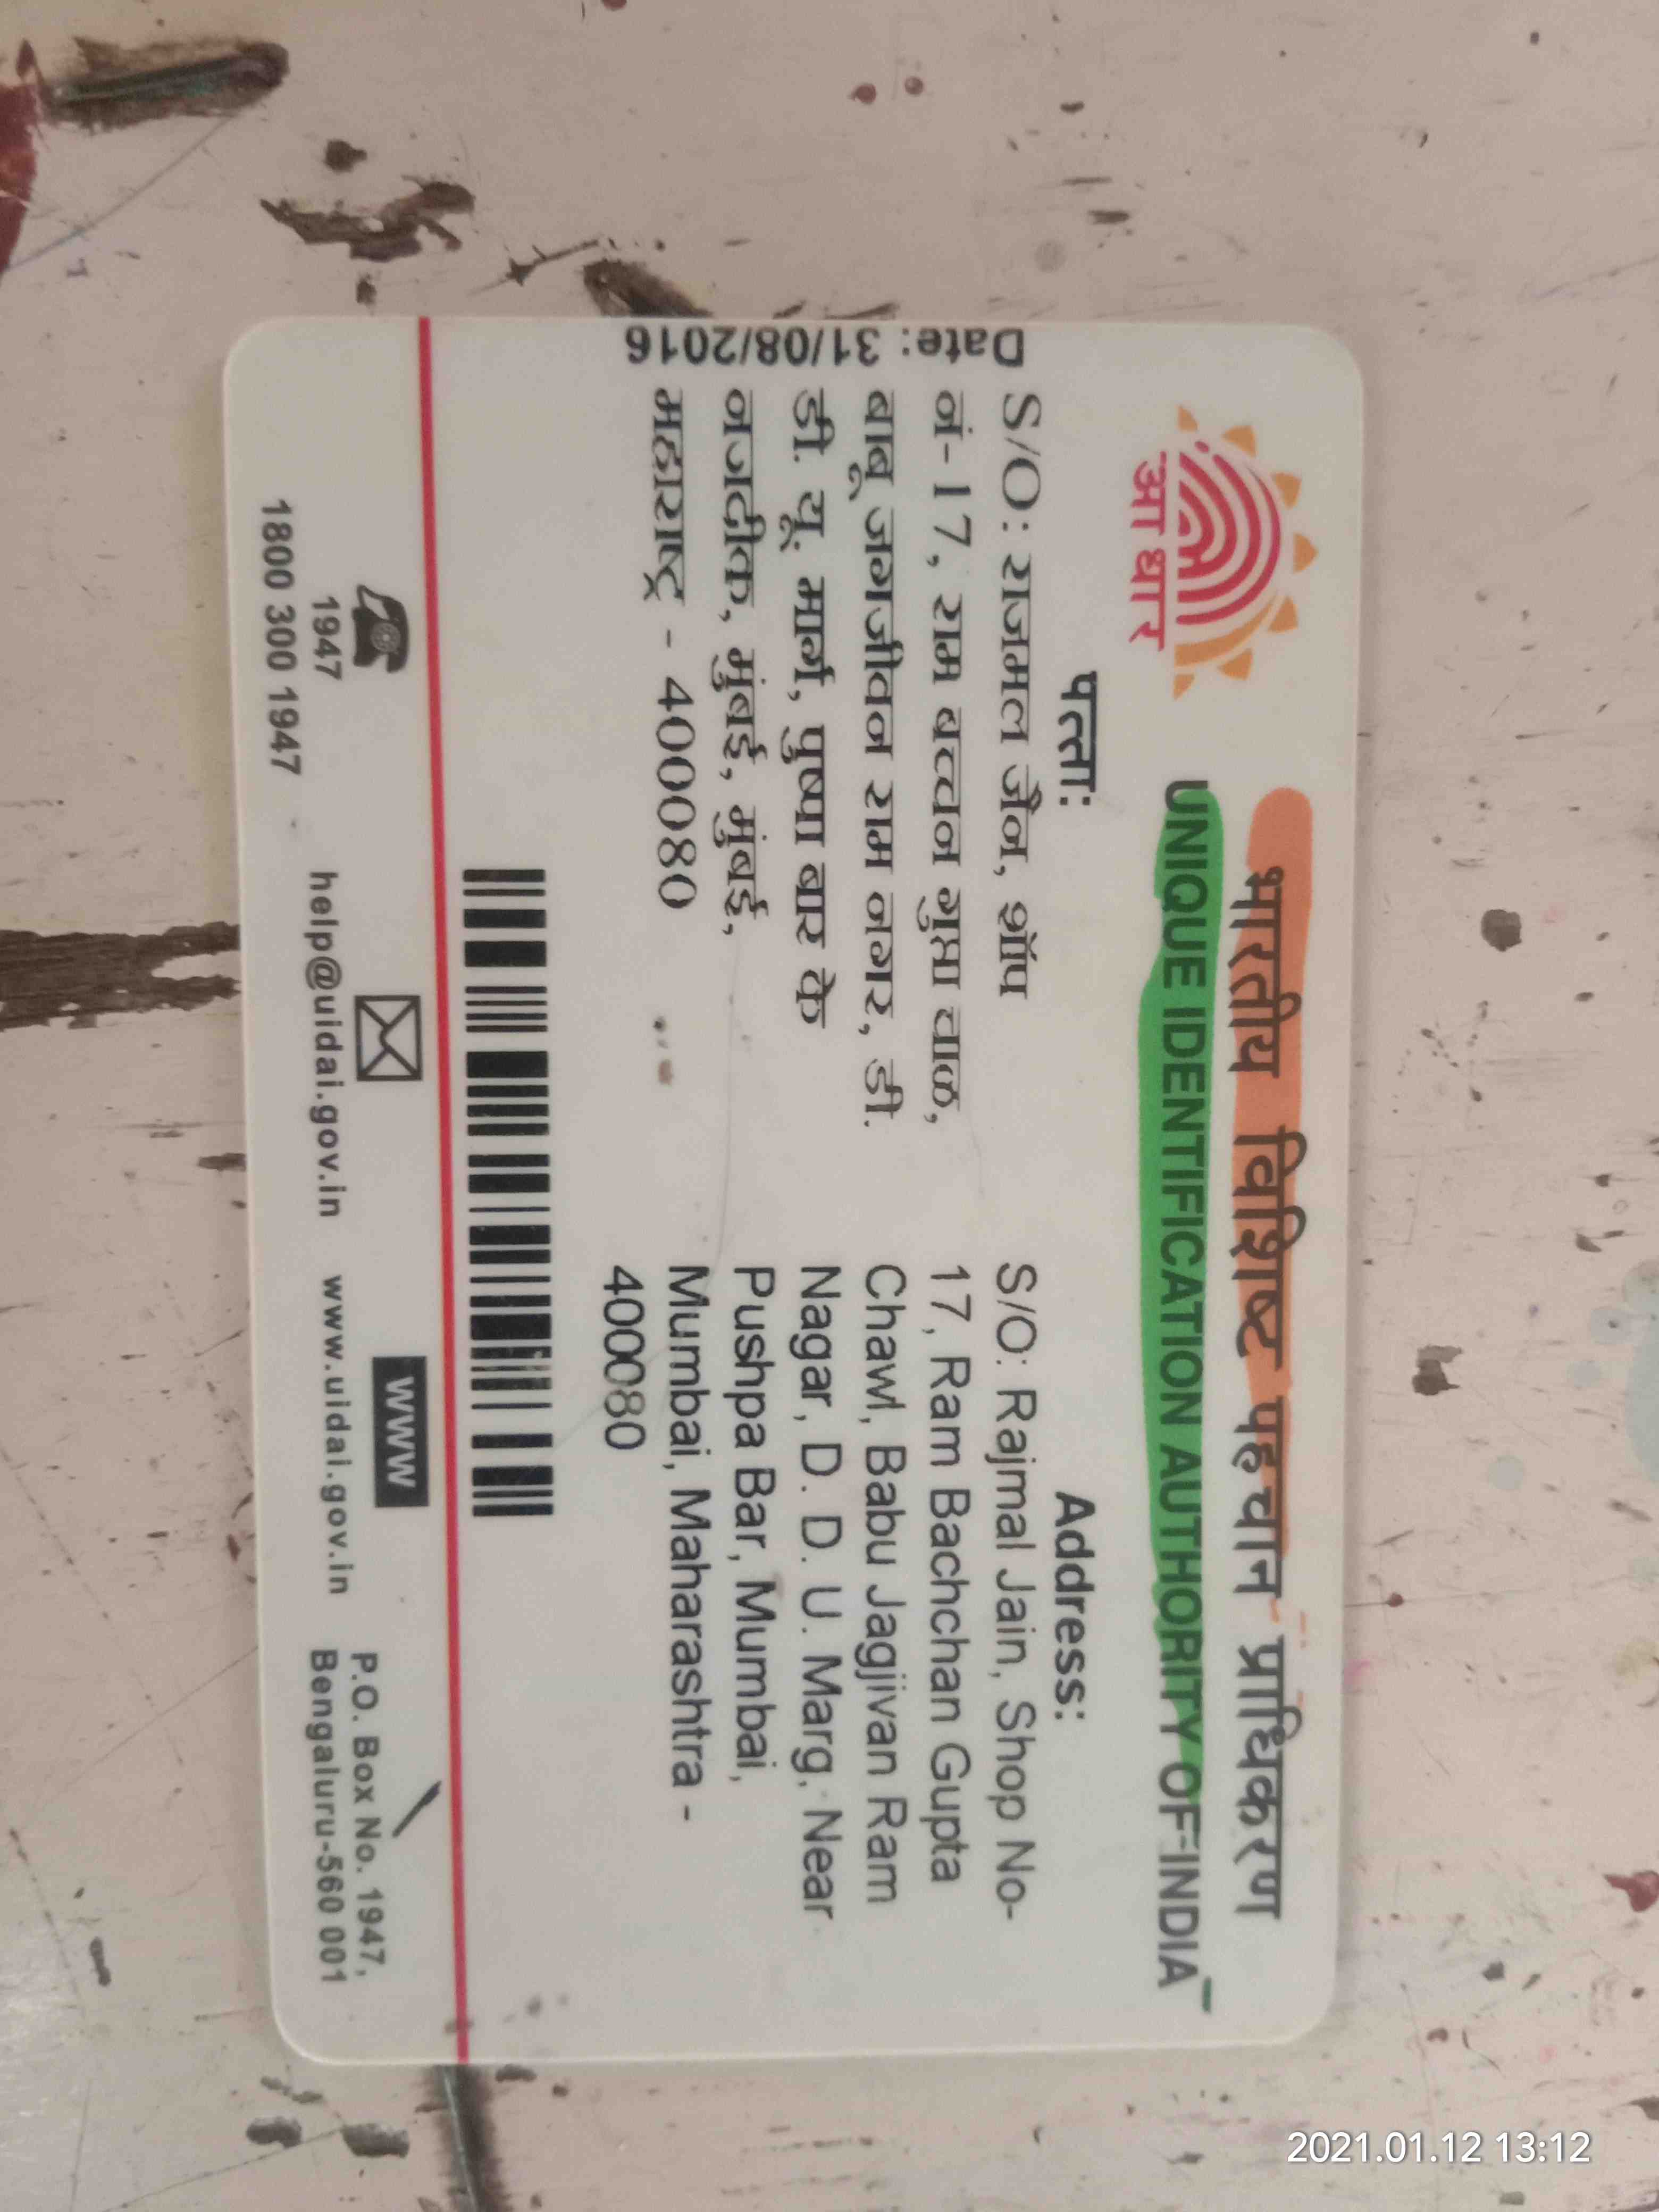 भारतीय विशिष्ट पहचान प्राधिकरण
UNIQUE IDENTIFICATION AUTHORITY OF INDIA
आधार
पत्ता:
S/O: राजमल जैन, शॉप
नं-17, राम बच्चन गुप्ता चाळ,
बाबू जगजीवन राम नगर, डी.
डी. यू. मार्ग, पुष्पा बार के
नजदीक, मुंबई, मुंबई,
महाराष्ट्र - 400080
Address:
S/O: Rajmal Jain, Shop No-
17, Ram Bachchan Gupta
Chawl, Babu Jagjivan Ram
Nagar, D. D. U. Marg, Near
Pushpa Bar, Mumbai,
Mumbai, Maharashtra -
400080
Date: 31/08/2016
1947
1800 300 1947
help@uidai.gov.in
www
www.uidai.gov.in
P.O. Box No. 1947,
Bengaluru-560 001
2021.01.12 13:12